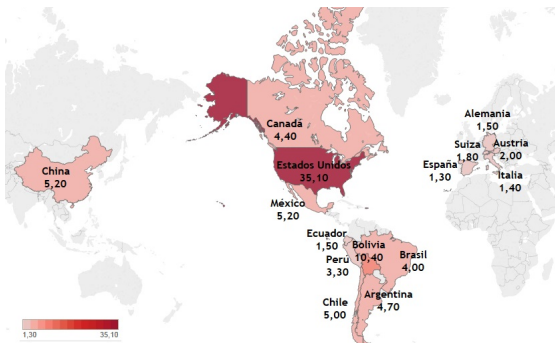 Canadá
4,40
Alemania
1,50
Suiza
1,80
Austria
2,00
China
5,20
Estados Unidos
35,10
España
1,30
Italia
1,40
México
5,20
Ecuador
1,50
Bolivia
10,40
Perú
3,30
Brasil
4,00
Chile
5,00
Argentina
4,70
1,30 35,10